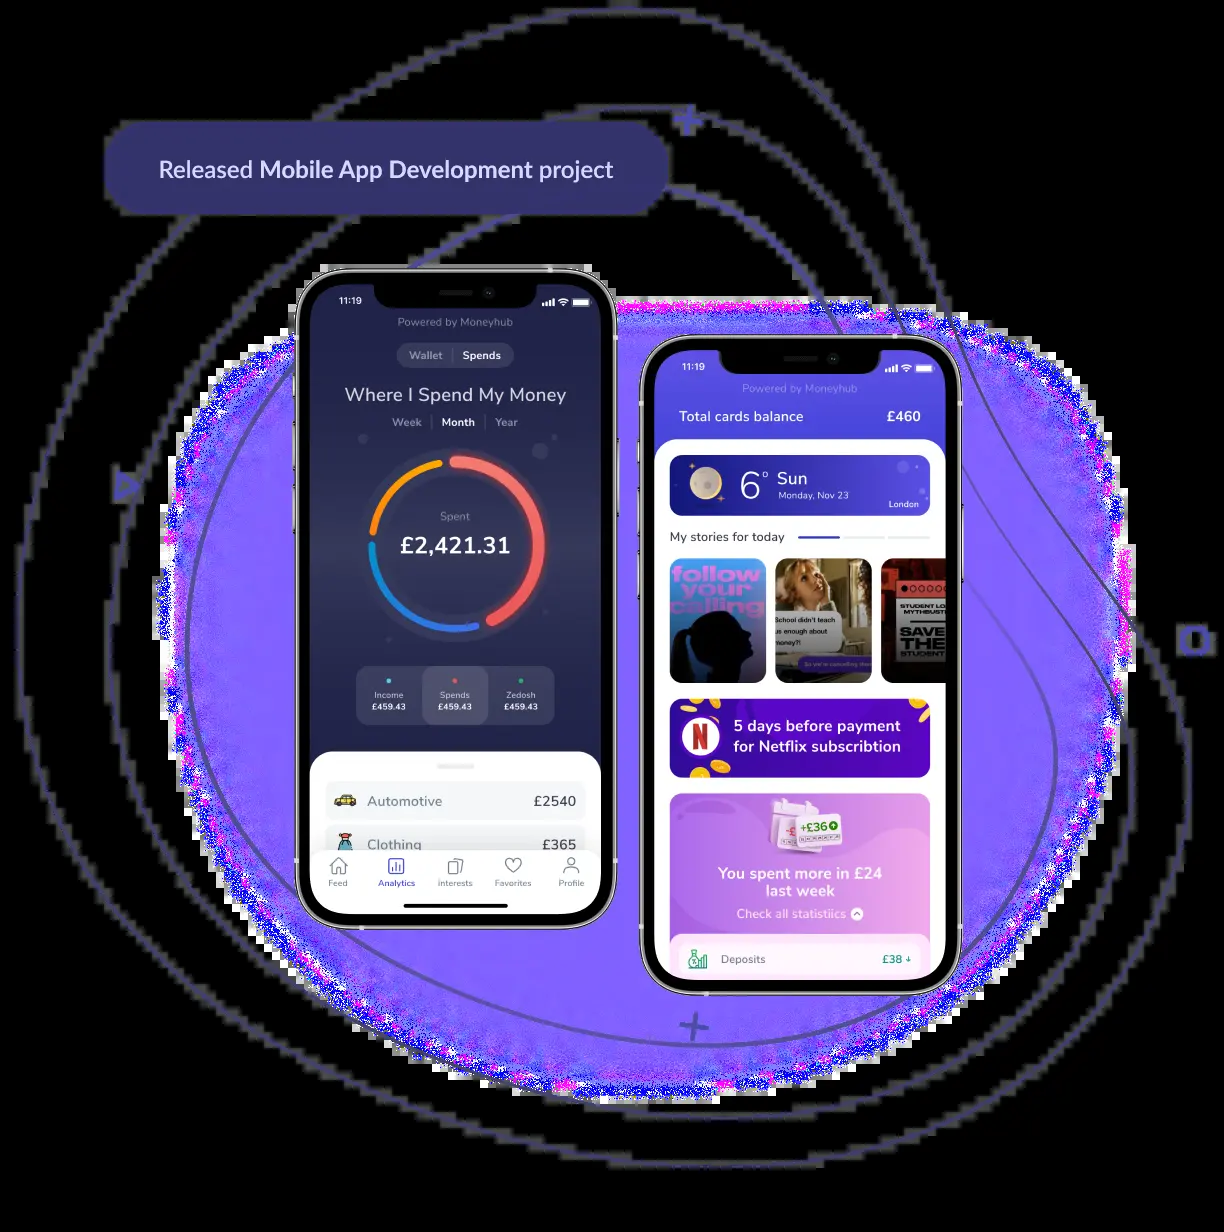 Released Mobile App Development project
11:19
Powered by Moneyhub
Wallet Spends
Where I Spend My Money
Week Month Year
Spent
£2,421.31
Income Spends Zedosh
£459.43 £459.43 £459.43
Automotive £2540
Clothing £365
Feed Analytics Interests Favorites Profile
11:19
Powered by Moneyhub
Total cards balance £460
6° Sun
Monday, Nov 23
London
My stories for today
follow
your
calling
School didn't teach
us enough about
money?!
So we're cancelling them
STUDENT LO
MYTHBUST
SAVE
THE
STUDENT
N
5 days before payment
for Netflix subscribtion
-£
+£36
You spent more in £24
last week
Check all statistiics
Deposits £38